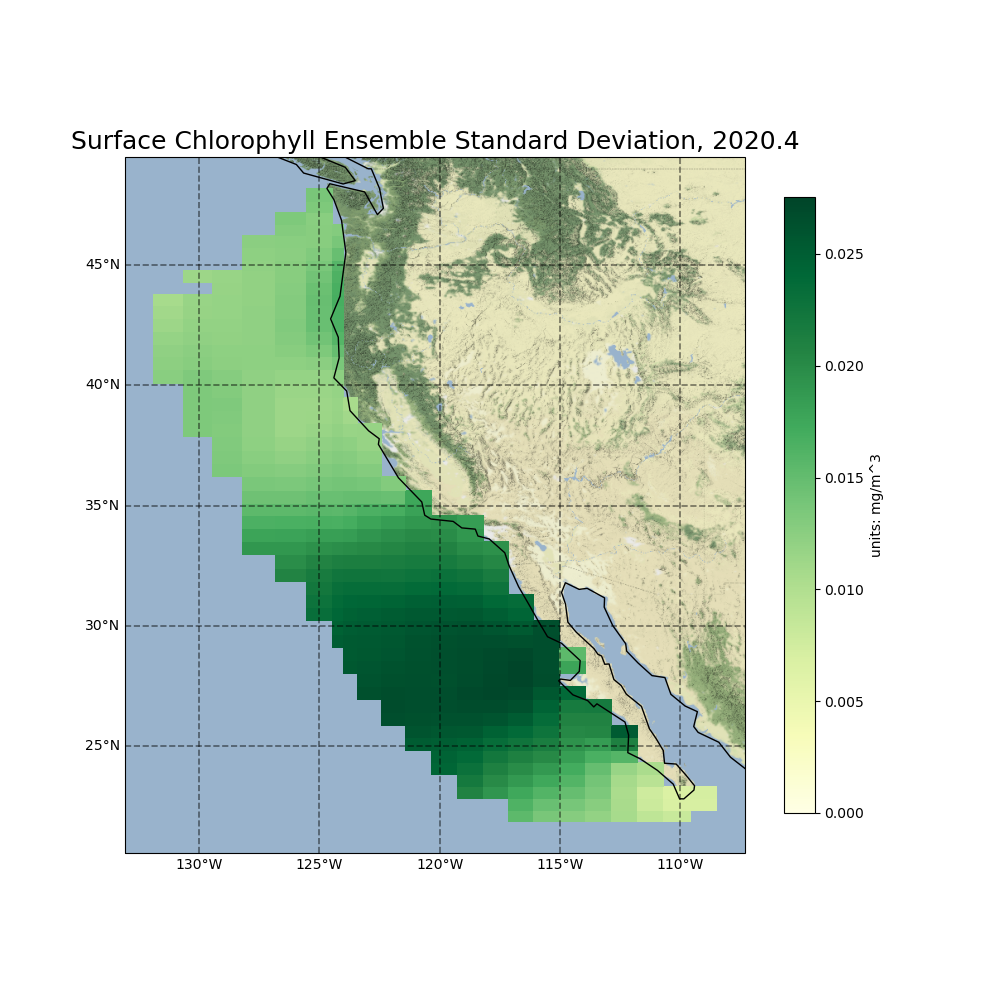 Surface Chlorophyll Ensemble Standard Deviation, 2020.4
45°N
40°N
35°N
30°N
25°N
130°W 125°W 120°W 115°W 110°W
0.025
0.020
0.015
0.010
0.005
0.000
units: mg/m^3